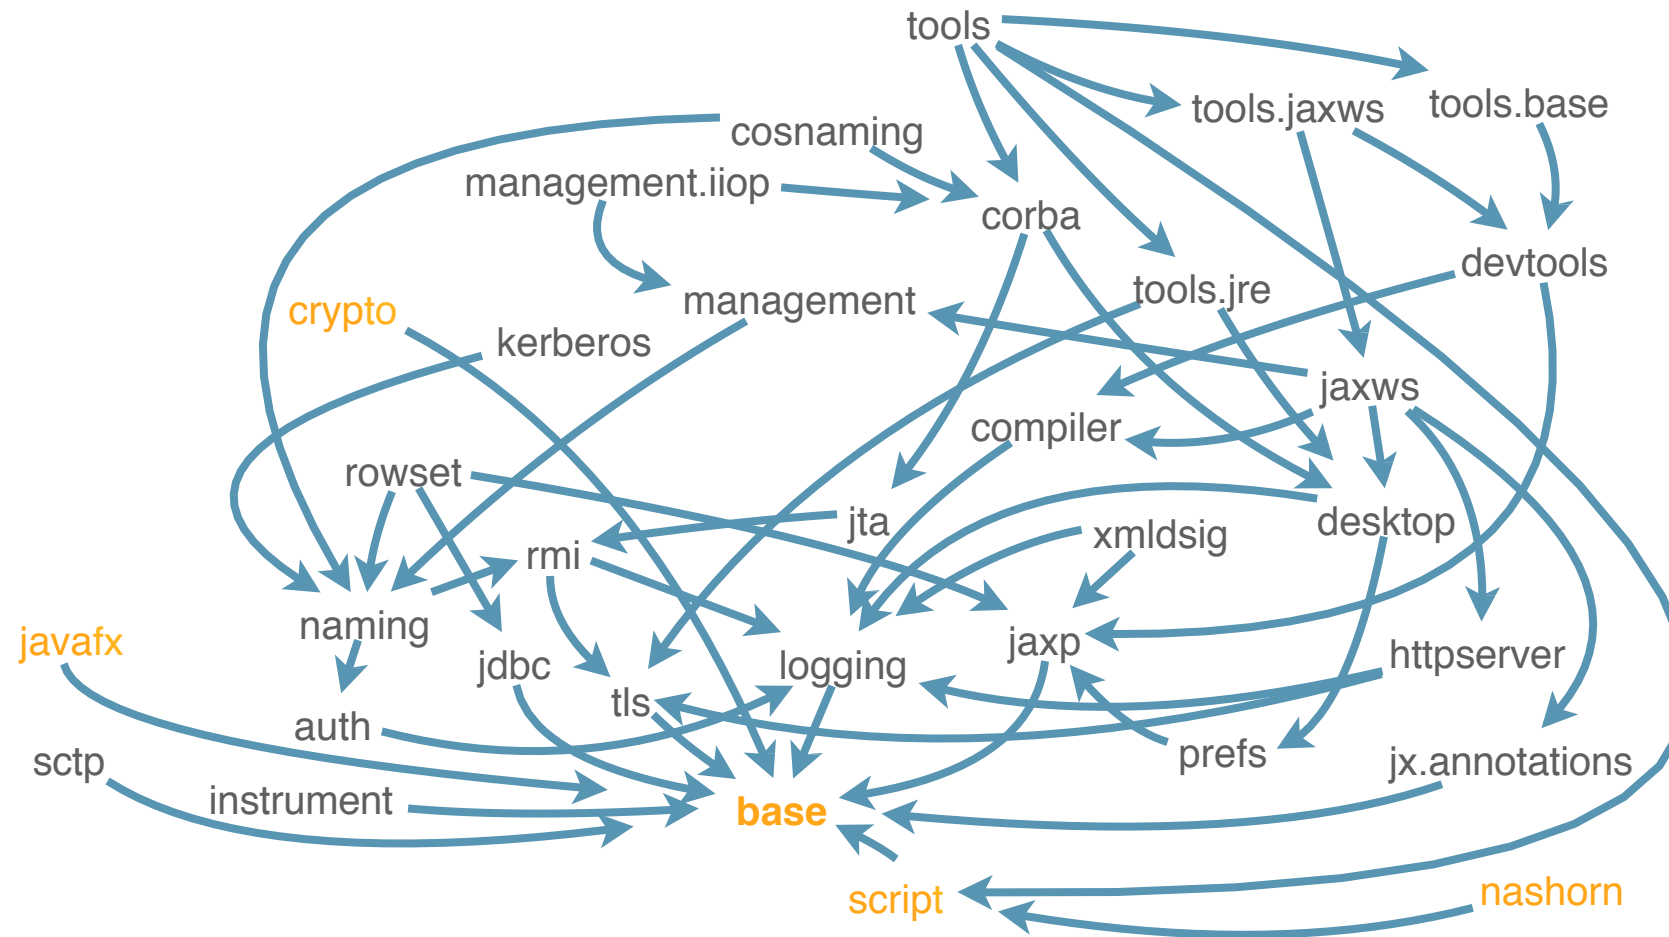 tools
tools.base
tools.jaxws
cosnaming
management.iiop
corba
devtools
tools.jre
management
crypto
kerberos
jaxws
compiler
rowset
jta
desktop
xmldsig
rmi
naming
javafx
jaxp
httpserver
jdbc
logging
tls
auth
prefs
sctp
jx.annotations
instrument
base
script
nashorn